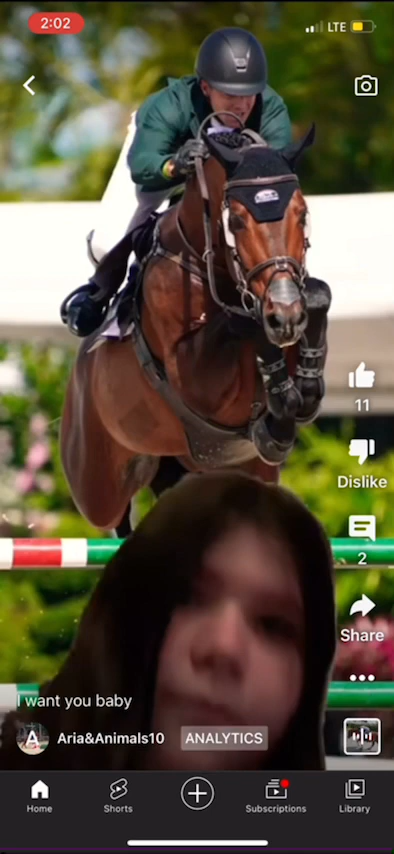 2:02
LTE
11
Dislike
2
Share
I want you baby
A
Aria&Animals10
ANALYTICS
Home
Shorts
Subscriptions
Library